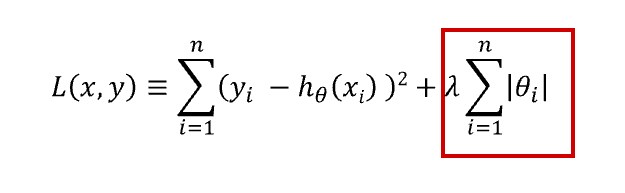 L(x, y) ≡ ∑_{i=1}^{n} (y_i − h_θ(x_i))² + λ ∑_{i=1}^{n} |θ_i|